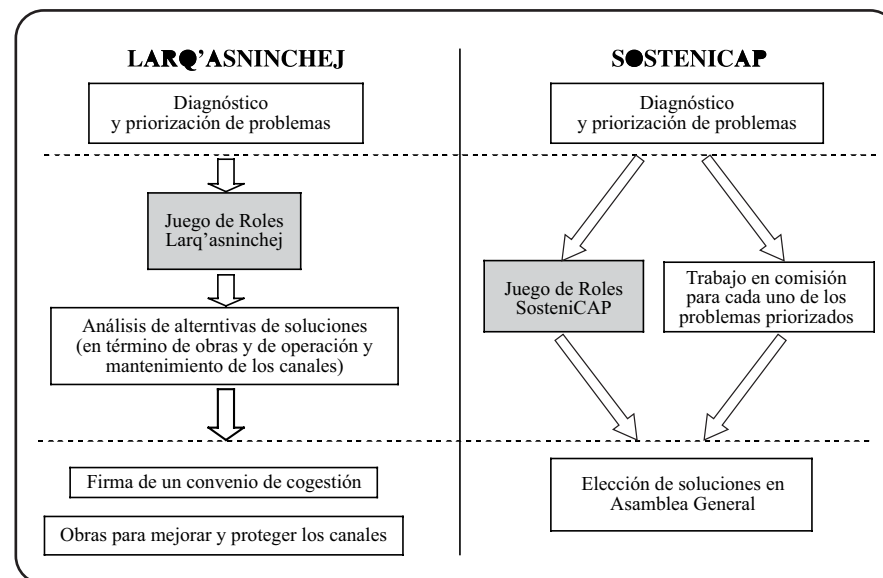 LARQ’ASNINCHEJ
Diagnóstico
y priorización de problemas
Juego de Roles
Larq’asninchej
Análisis de alterntivas de soluciones
(en término de obras y de operación y
mantenimiento de los canales)
Firma de un convenio de cogestión
Obras para mejorar y proteger los canales
SOSTENICAP
Diagnóstico
y priorización de problemas
Juego de Roles
SosteniCAP
Trabajo en comisión
para cada uno de los
problemas priorizados
Elección de soluciones en
Asamblea General